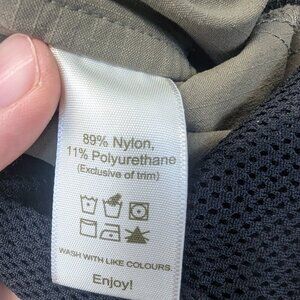 89% Nylon,
11% Polyurethane
(Exclusive of trim)
WASH WITH LIKE COLOURS.
Enjoy!